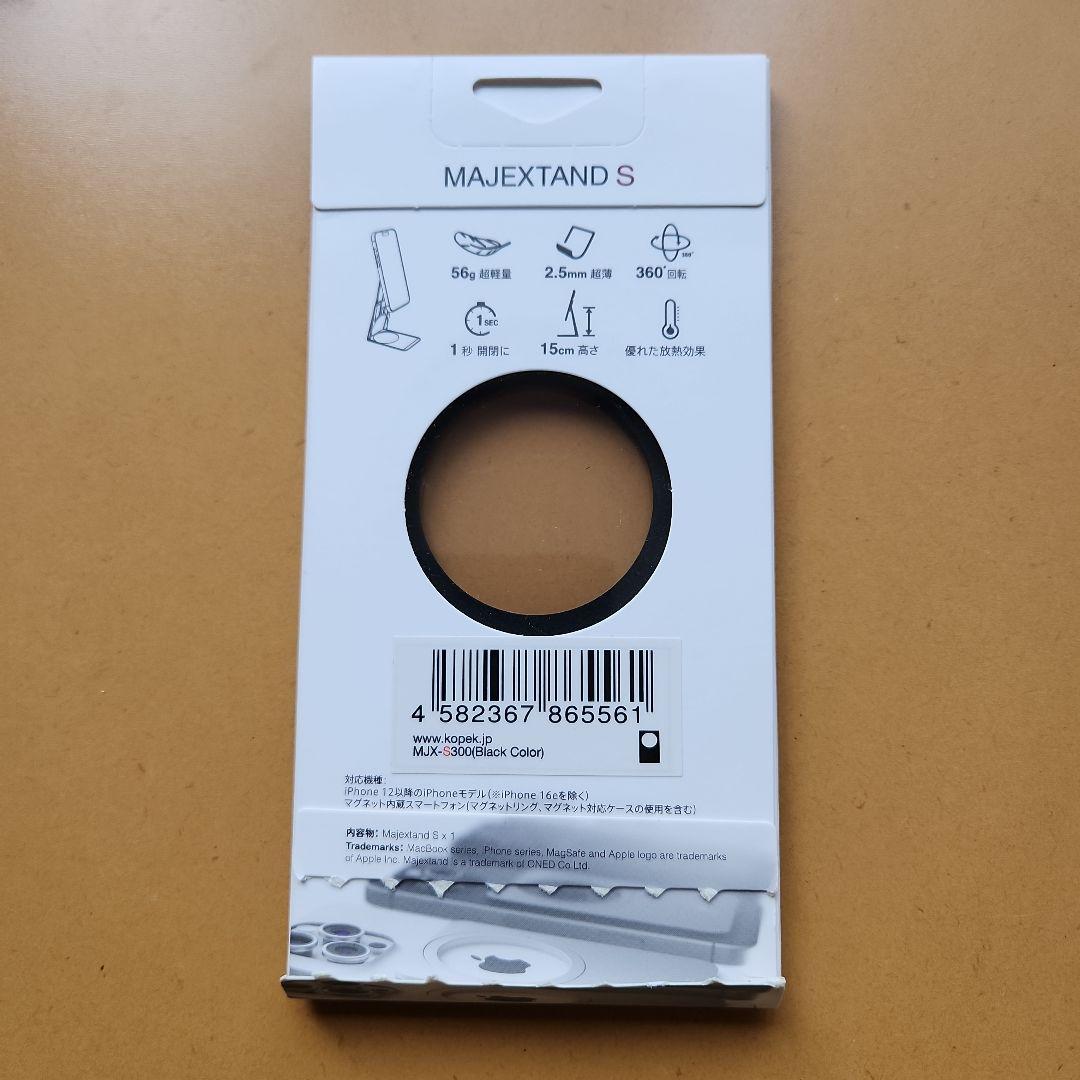 MAJEXTAND S
56g 超軽量
2.5mm 超薄
360°回転
360°
1 SEC
1 秒 開閉に
15cm 高さ
優れた放熱効果
4 582367 865561
www.kopek.jp
MJX-S300(Black Color)
対応機種:
iPhone 12以降のiPhoneモデル(※iPhone 16eを除く)
マグネット内蔵スマートフォン(マグネットリング、マグネット対応ケースの使用を含む)
内容物: Majextand S x 1
Trademarks: MacBook series, iPhone series, MagSafe and Apple logo are trademarks
of Apple Inc. Majextand is a trademark of ONED Co.Ltd.